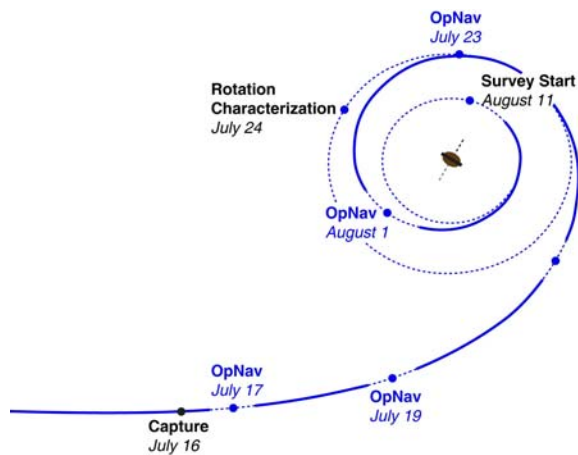 OpNav
July 23
Survey Start
August 11
Rotation
Characterization
July 24
OpNav
August 1
OpNav
July 17
OpNav
July 19
Capture
July 16